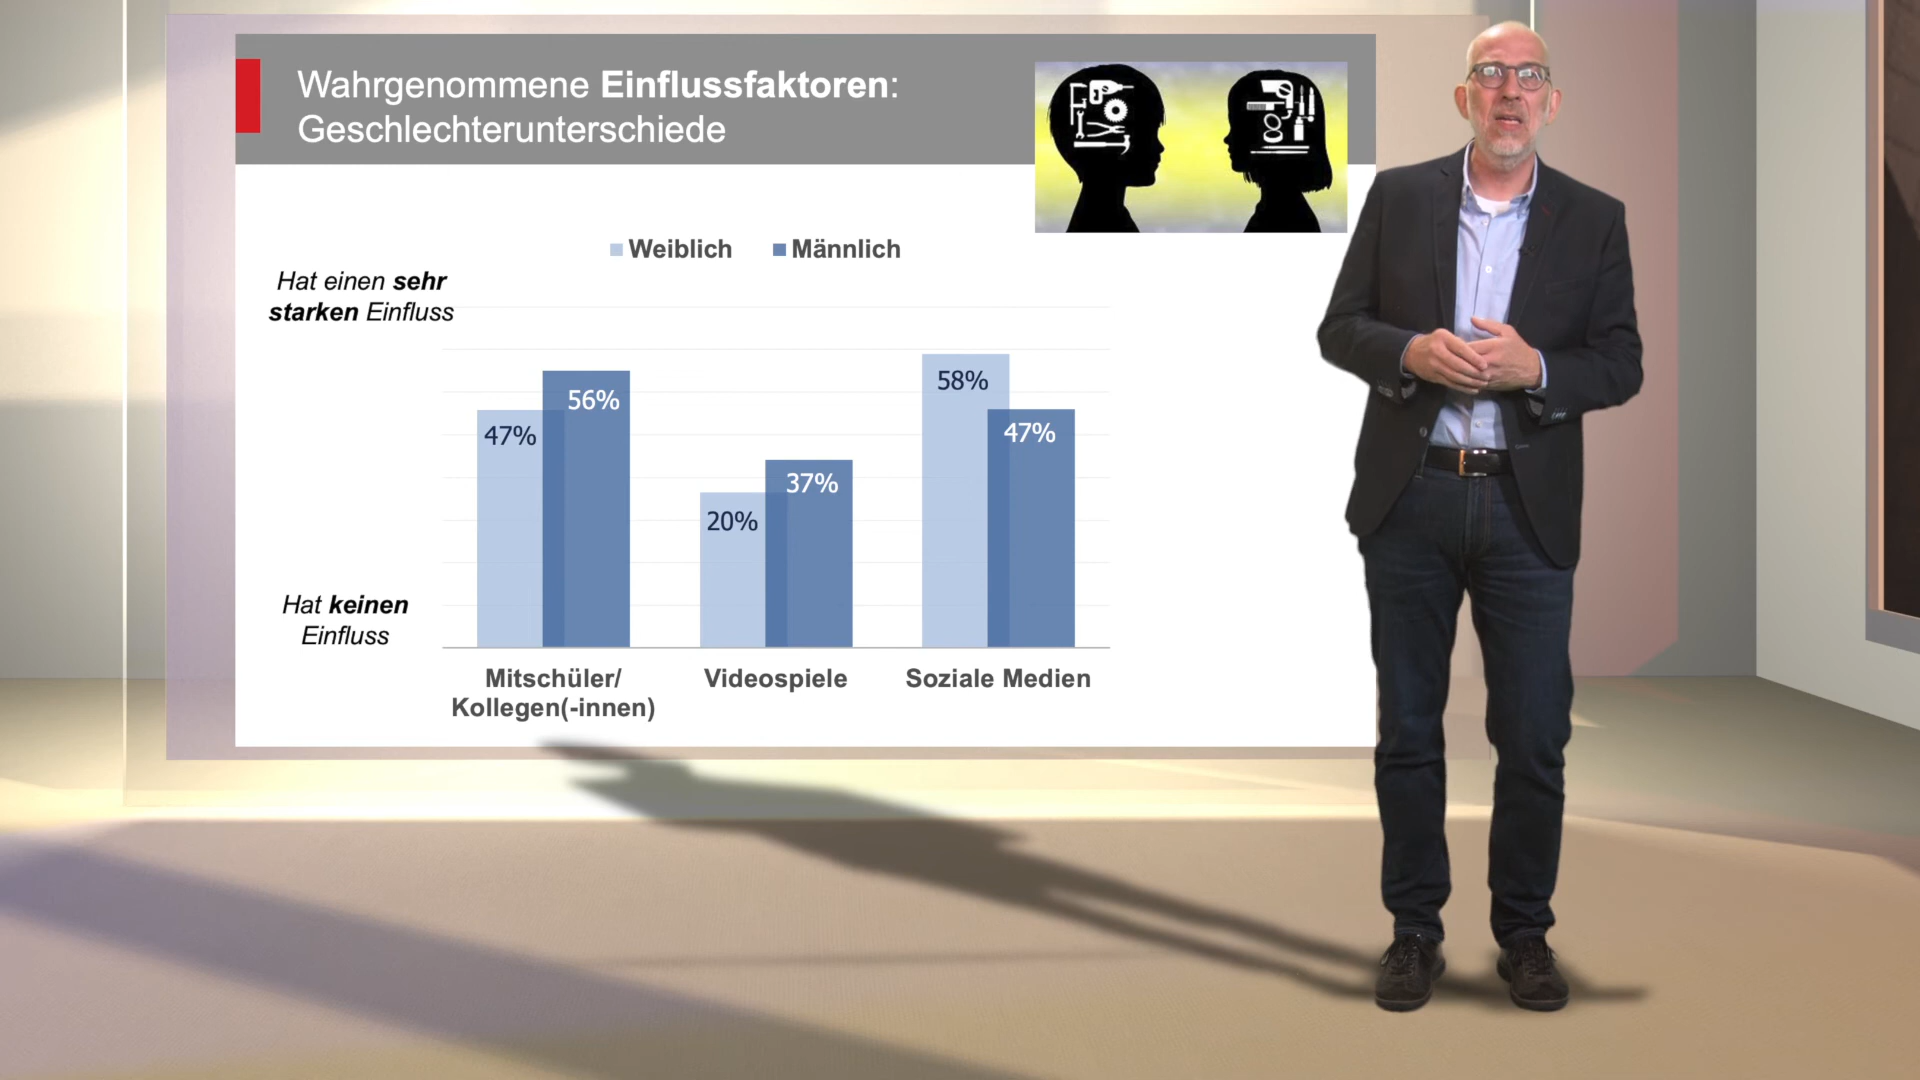 Wahrgenommene Einflussfaktoren:
Geschlechterunterschiede
Weiblich
Männlich
Hat einen sehr
starken Einfluss
58%
56%
47%
47%
37%
20%
Hat keinen
Einfluss
Mitschüler/
Kollegen(-innen)
Videospiele
Soziale Medien